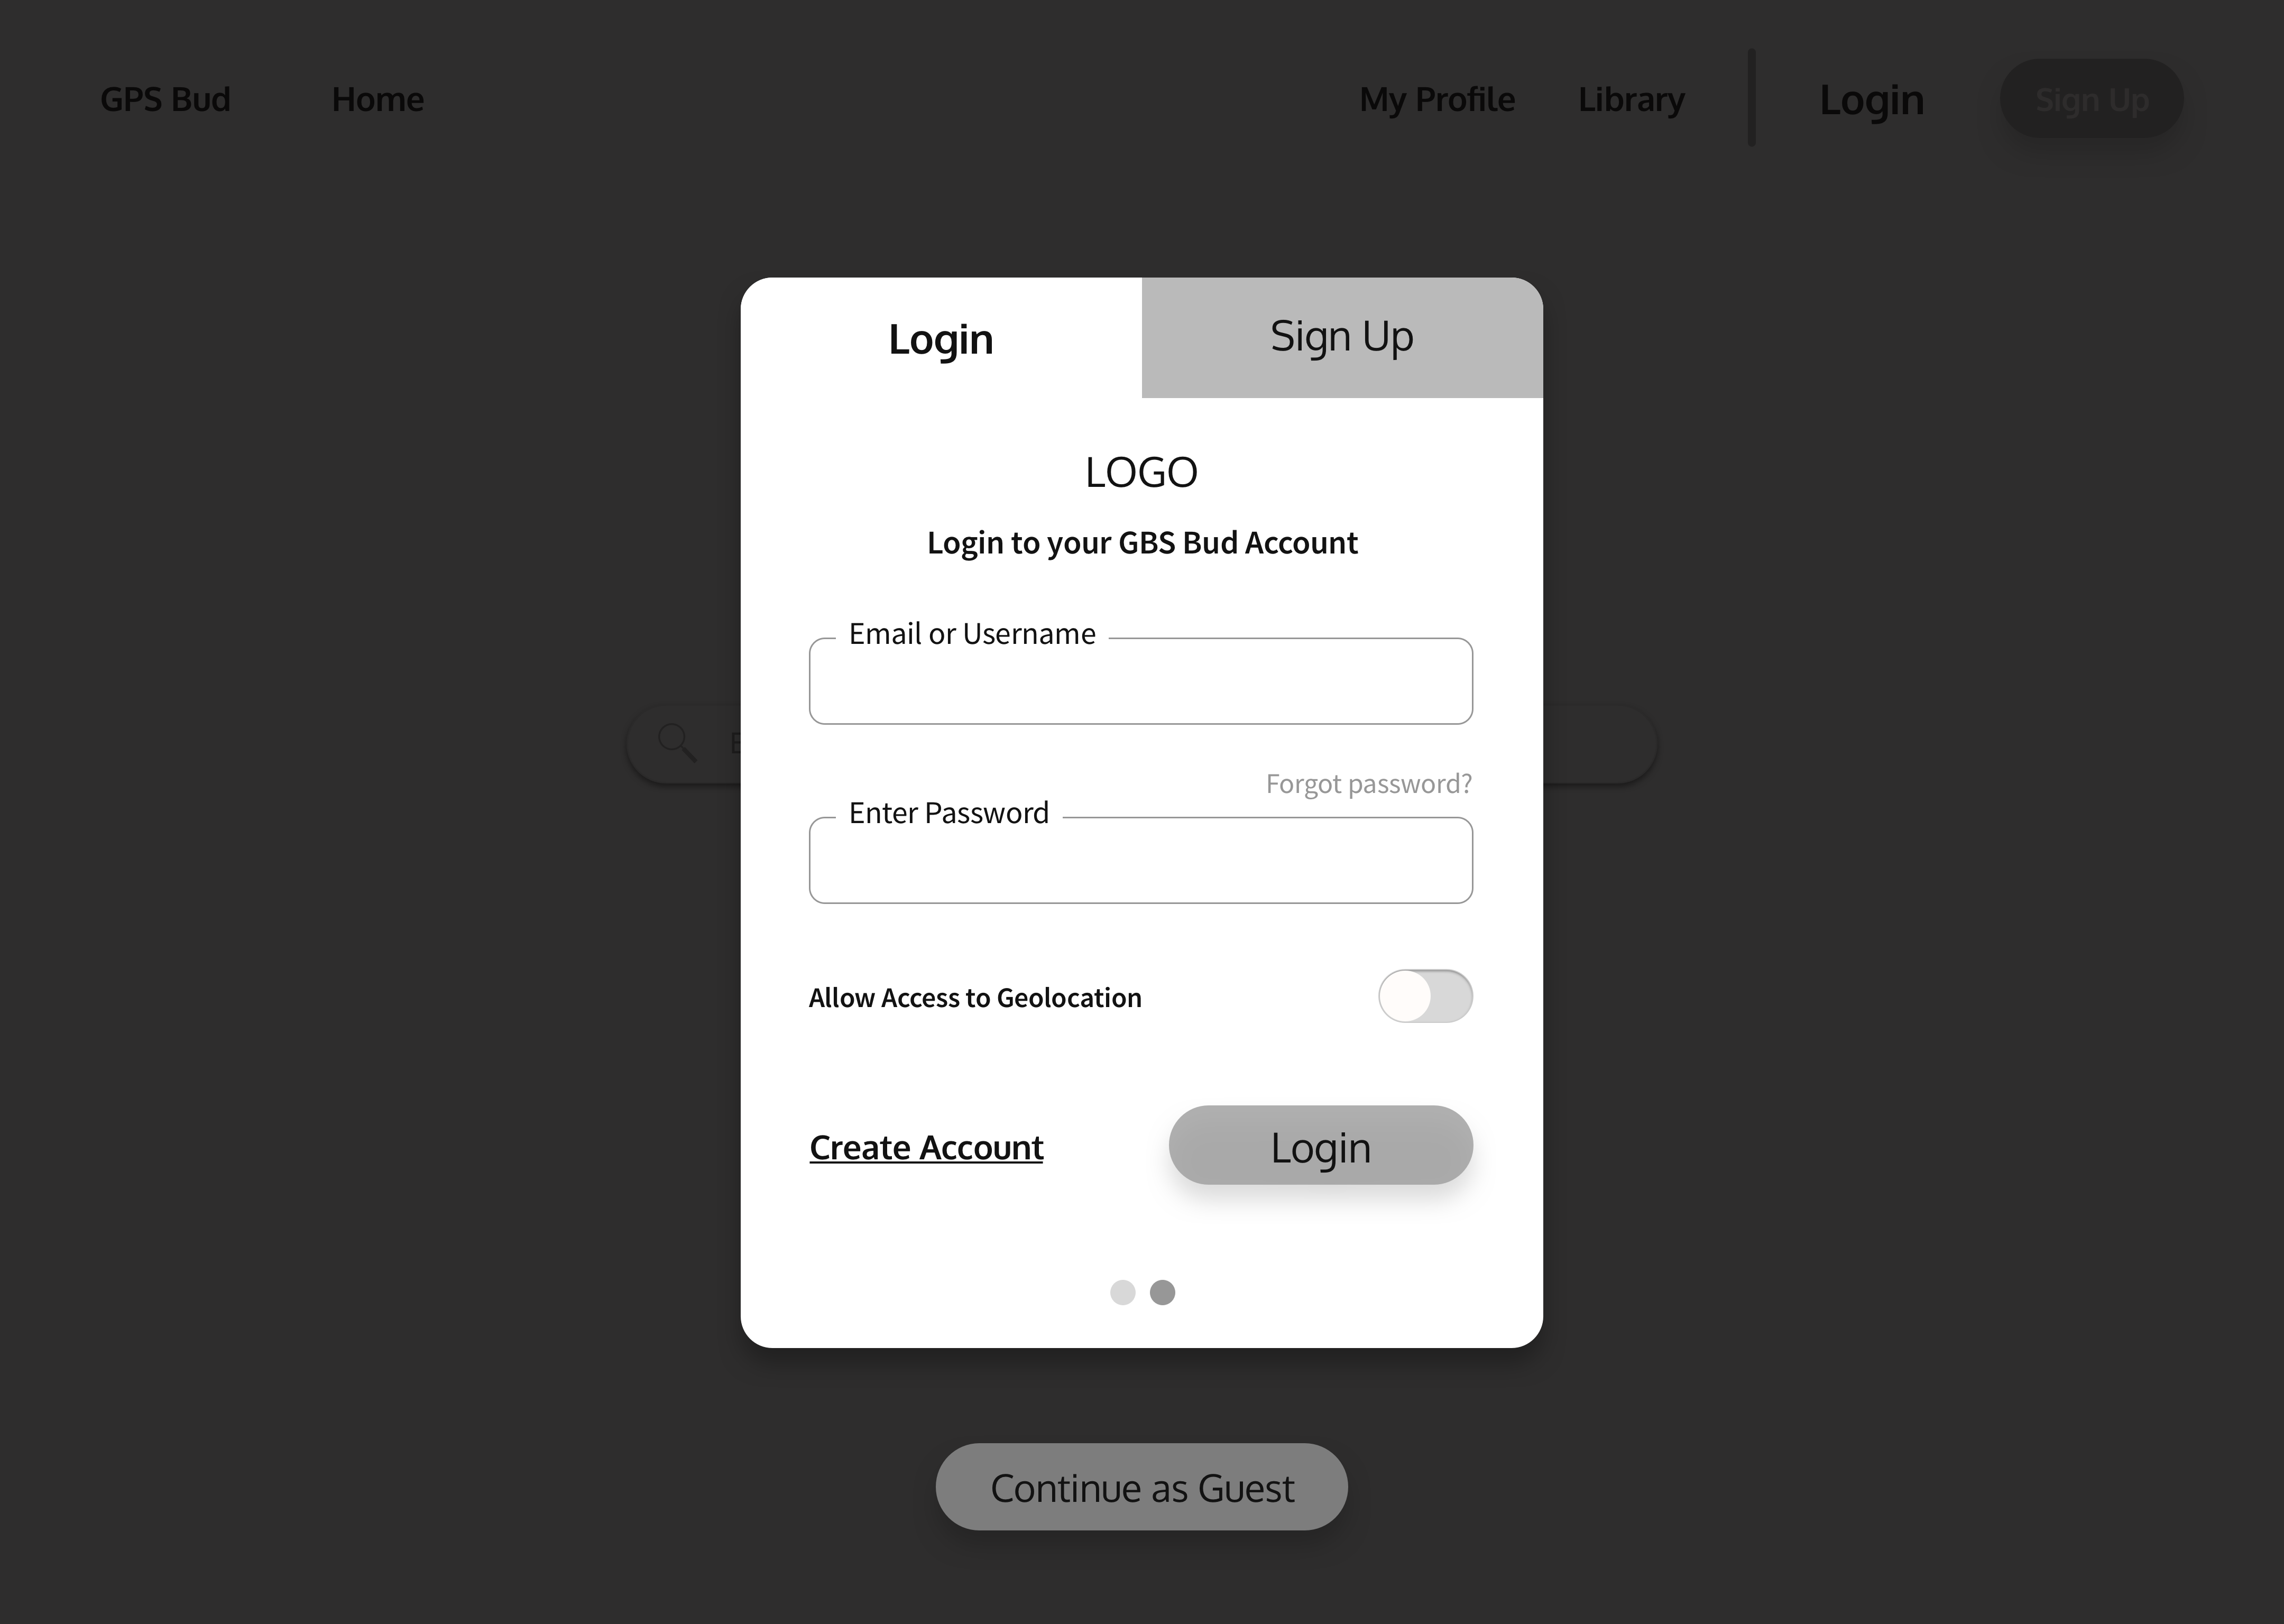 GPS Bud Home My Profile Library Login Sign Up
Login Sign Up
LOGO
Login to your GBS Bud Account
Email or Username
Forgot password?
Enter Password
Allow Access to Geolocation
Create Account Login
Continue as Guest